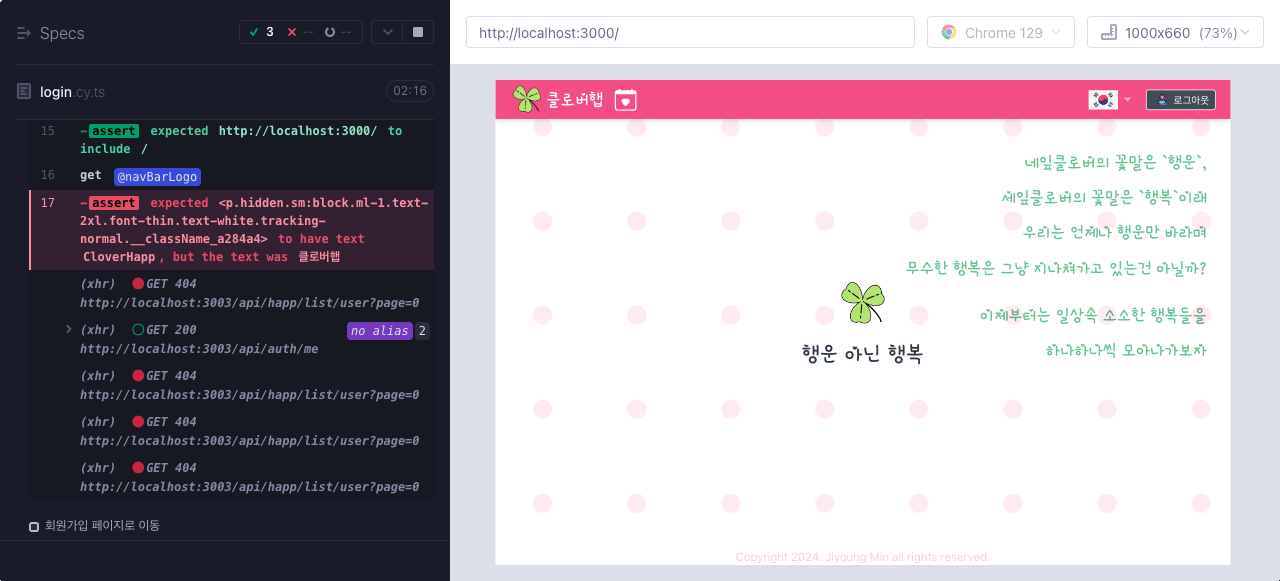 Specs
3 -- --
login.cy.ts 02:16
15 -assert expected http://localhost:3000/ to
include /
16 get @navBarLogo
17 -assert expected <p.hidden.sm:block.ml-1.text-
2xl.font-thin.text-white.tracking-
normal.__className_a284a4> to have text
CloverHapp, but the text was 클로버햅
(xhr) GET 404
http://localhost:3003/api/happ/list/user?page=0
(xhr) GET 200 no alias 2
http://localhost:3003/api/auth/me
(xhr) GET 404
http://localhost:3003/api/happ/list/user?page=0
(xhr) GET 404
http://localhost:3003/api/happ/list/user?page=0
(xhr) GET 404
http://localhost:3003/api/happ/list/user?page=0
회원가입 페이지로 이동
http://localhost:3000/
Chrome 129
1000x660 (73%)
클로버햅
로그아웃
네잎클로버의 꽃말은 `행운`,
세잎클로버의 꽃말은 `행복`이래
우리는 언제나 행운만 바라며
무수한 행복은 그냥 지나쳐가고 있는건 아닐까?
이제부터는 일상속 소소한 행복들을
하나하나씩 모아나가보자
행운 아닌 행복
Copyright 2024. Jiyoung Min all rights reserved.